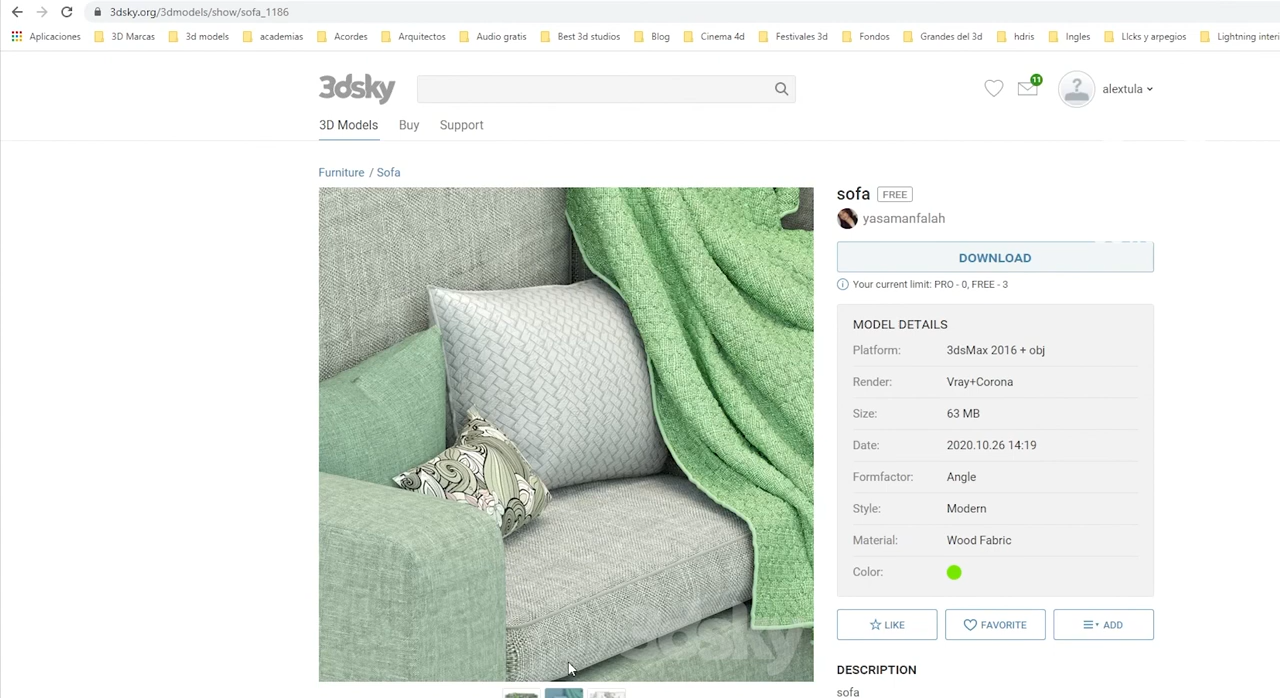 3dsky.org/3dmodels/show/sofa_1186
Aplicaciones 3D Marcas 3d models academias Acordes Arquitectos Audio gratis Best 3d studios Blog Cinema 4d Festivales 3d Fondos Grandes del 3d hdris Ingles LIcks y arpegios Lightning interi
3dsky
11
?
alextula
3D Models Buy Support
Furniture / Sofa
sofa FREE
yasamanfalah
DOWNLOAD
Your current limit: PRO - 0, FREE - 3
MODEL DETAILS
Platform: 3dsMax 2016 + obj
Render: Vray+Corona
Size: 63 MB
Date: 2020.10.26 14:19
Formfactor: Angle
Style: Modern
Material: Wood Fabric
Color:
3dsky
LIKE FAVORITE ADD
DESCRIPTION
sofa